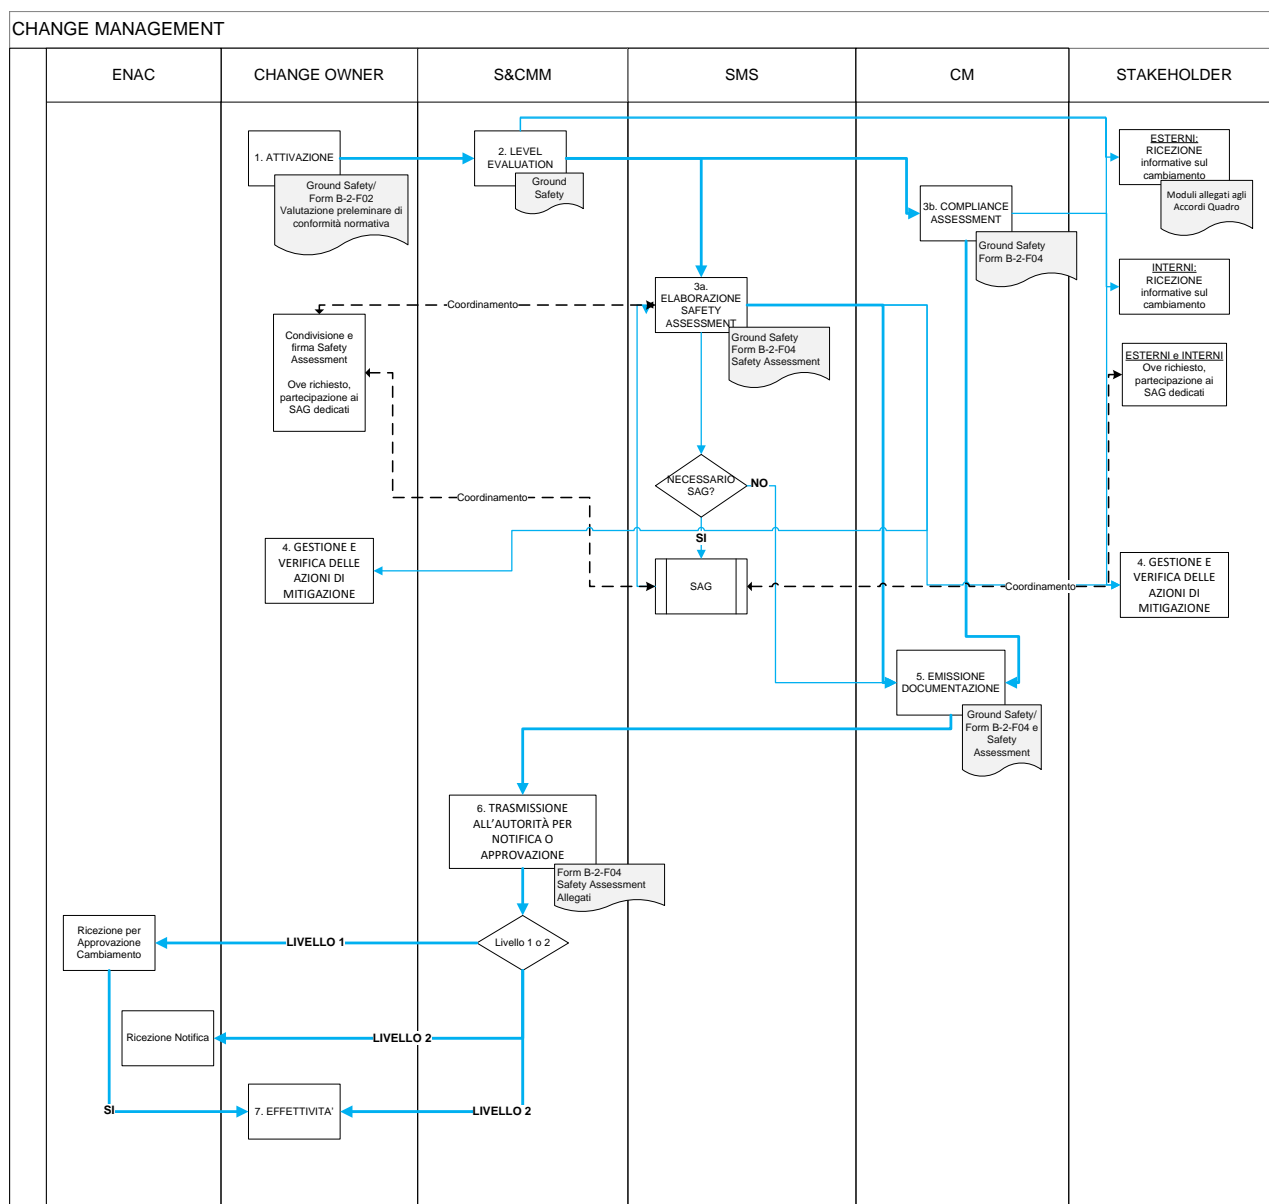 CHANGE MANAGEMENT
ENAC
CHANGE OWNER
S&CMM
SMS
CM
STAKEHOLDER
1. ATTIVAZIONE
Ground Safety/
Form B-2-F02
Valutazione preleminare di
conformità normativa
2. LEVEL
EVALUATION
Ground
Safety
3b. COMPLIANCE
ASSESSMENT
Ground Safety
Form B-2-F04
ESTERNI:
RICEZIONE
informative sul
cambiamento
Moduli allegati agli
Accordi Quadro
INTERNI:
RICEZIONE
informative sul
cambiamento
3a.
ELABORAZIONE
SAFETY
ASSESSMENT
Ground Safety
Form B-2-F04
Safety Assessment
Coordinamento
Condivisione e
firma Safety
Assessment
Ove richiesto,
partecipazione ai
SAG dedicati
ESTERNI e INTERNI
Ove richiesto,
partecipazione ai
SAG dedicati
NECESSARIO
SAG?
NO
SI
Coordinamento
4. GESTIONE E
VERIFICA DELLE
AZIONI DI
MITIGAZIONE
SAG
Coordinamento
4. GESTIONE E
VERIFICA DELLE
AZIONI DI
MITIGAZIONE
5. EMISSIONE
DOCUMENTAZIONE
Ground Safety/
Form B-2-F04 e
Safety
Assessment
6. TRASMISSIONE
ALL'AUTORITÀ PER
NOTIFICA O
APPROVAZIONE
Form B-2-F04
Safety Assessment
Allegati
Livello 1 o 2
LIVELLO 1
Ricezione per
Approvazione
Cambiamento
LIVELLO 2
Ricezione Notifica
SI
7. EFFETTIVITA'
LIVELLO 2